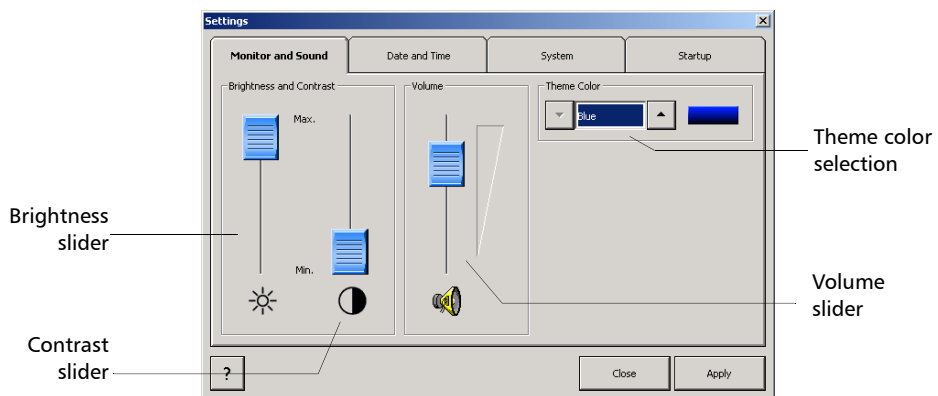 Settings
Monitor and Sound
Date and Time
System
Startup
Brightness and Contrast
Volume
Theme Color
Max.
Blue
Theme color
selection
Brightness
slider
Min.
Volume
slider
Contrast
slider
?
Close
Apply